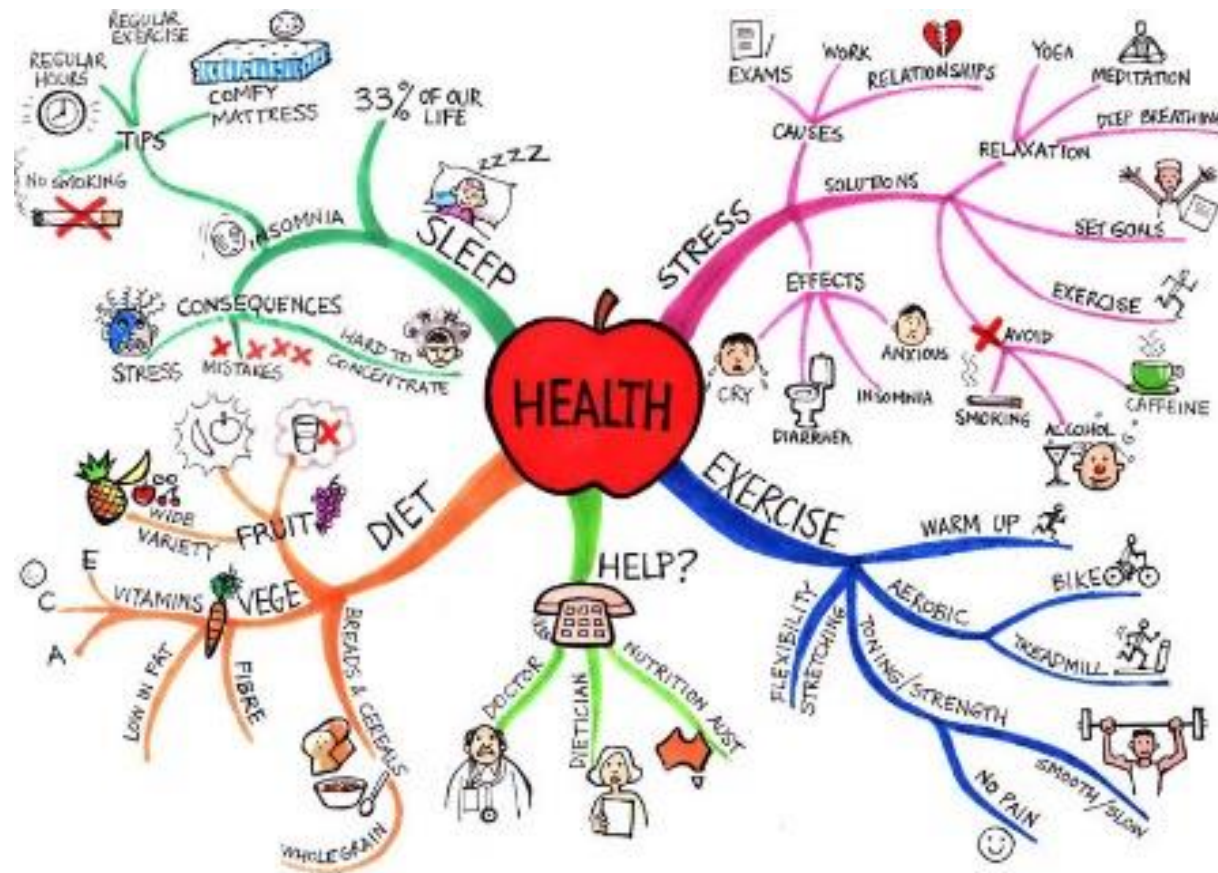 HEALTH
SLEEP
33% OF OUR
LIFE
ZZZZ
INSOMNIA
TIPS
REGULAR
HOURS
REGULAR
EXERCISE
COMFY
MATTRESS
NO SMOKING
CONSEQUENCES
STRESS
MISTAKES
HARD TO
CONCENTRATE
STRESS
CAUSES
EXAMS
WORK
RELATIONSHIPS
SOLUTIONS
RELAXATION
YOGA
MEDITATION
DEEP BREATHING
SET GOALS
EXERCISE
AVOID
SMOKING
ALCOHOL
CAFFEINE
EFFECTS
CRY
DIARRHEA
INSOMNIA
ANXIOUS
EXERCISE
WARM UP
AEROBIC
BIKE
TREADMILL
TONING/STRENGTH
SMOOTH/SLOW
NO PAIN
FLEXIBILITY
STRETCHING
HELP?
DOCTOR
DIETICIAN
NUTRITION AUST
DIET
FRUIT
WIDE
VARIETY
VEGE
VITAMINS
E
C
A
LOW IN FAT
FIBRE
BREADS & CEREALS
WHOLEGRAIN